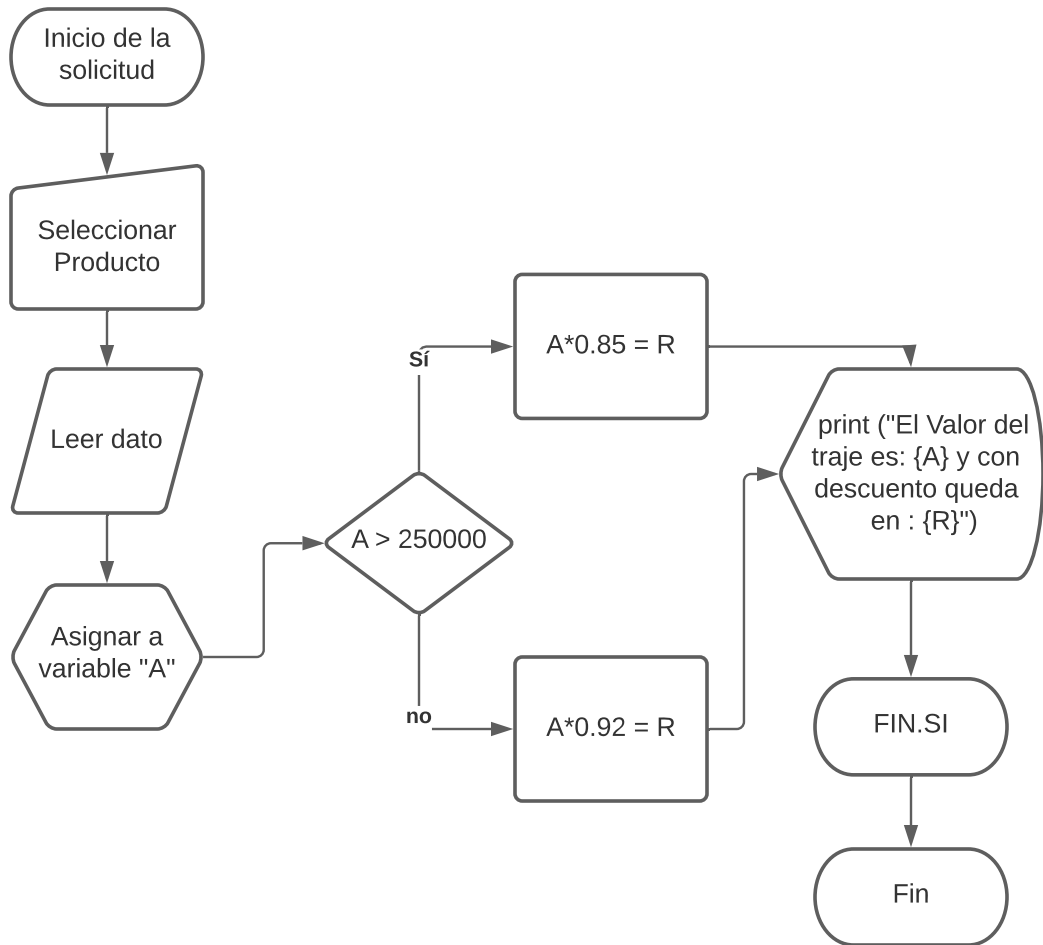 Inicio de la
solicitud
Seleccionar
Producto
Leer dato
Asignar a
variable "A"
A > 250000
Sí
A*0.85 = R
no
A*0.92 = R
print ("El Valor del
traje es: {A} y con
descuento queda
en : {R}")
FIN.SI
Fin